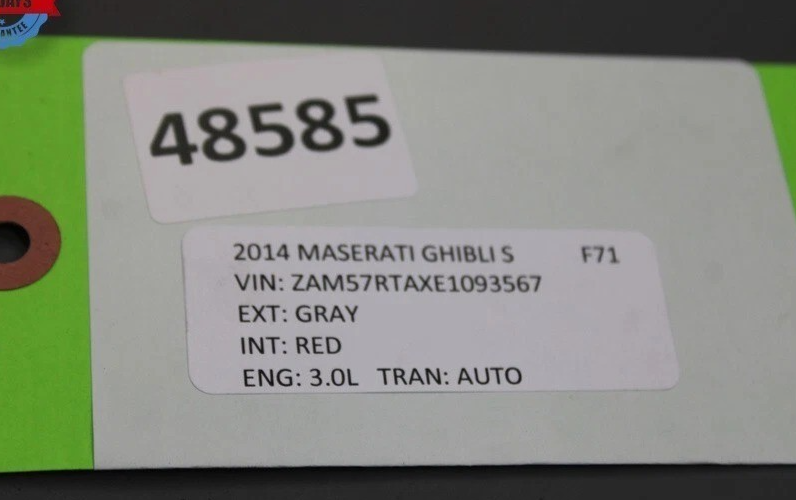 48585
2014 MASERATI GHIBLI S F71
VIN: ZAM57RTAXE1093567
EXT: GRAY
INT: RED
ENG: 3.0L TRAN: AUTO